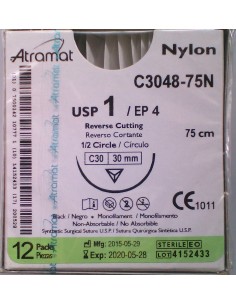 Atramat
Nylon
C3048-75N
USP 1 / EP 4
Reverse Cutting
Reverso Cortante
75 cm
1/2 Circle / Círculo
C30 30 mm
CE 1011
Black / Negro • Monofilament / Monofilamento
Non-Absorbable / No Absorbible
12 Packs
Piezas
Mfg: 2015-05-29
Exp: 2020-05-28
STERILE EO
LOT 4152433